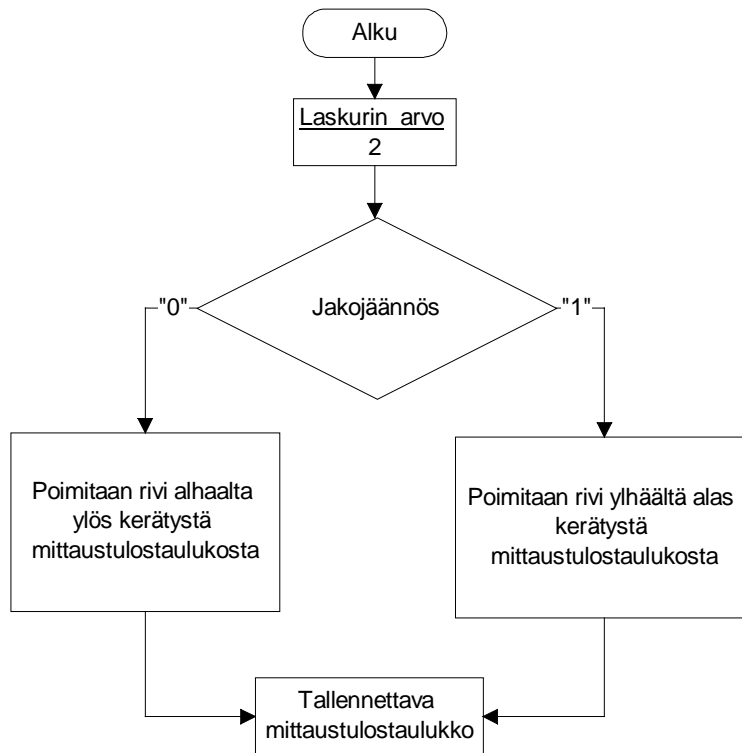 Alku
Laskurin arvo
2
"0"
Jakojäännös
"1"
Poimitaan rivi alhaalta
ylös kerätystä
mittaustulostaulukosta
Poimitaan rivi ylhäältä alas
kerätystä
mittaustulostaulukosta
Tallennettava
mittaustulostaulukko